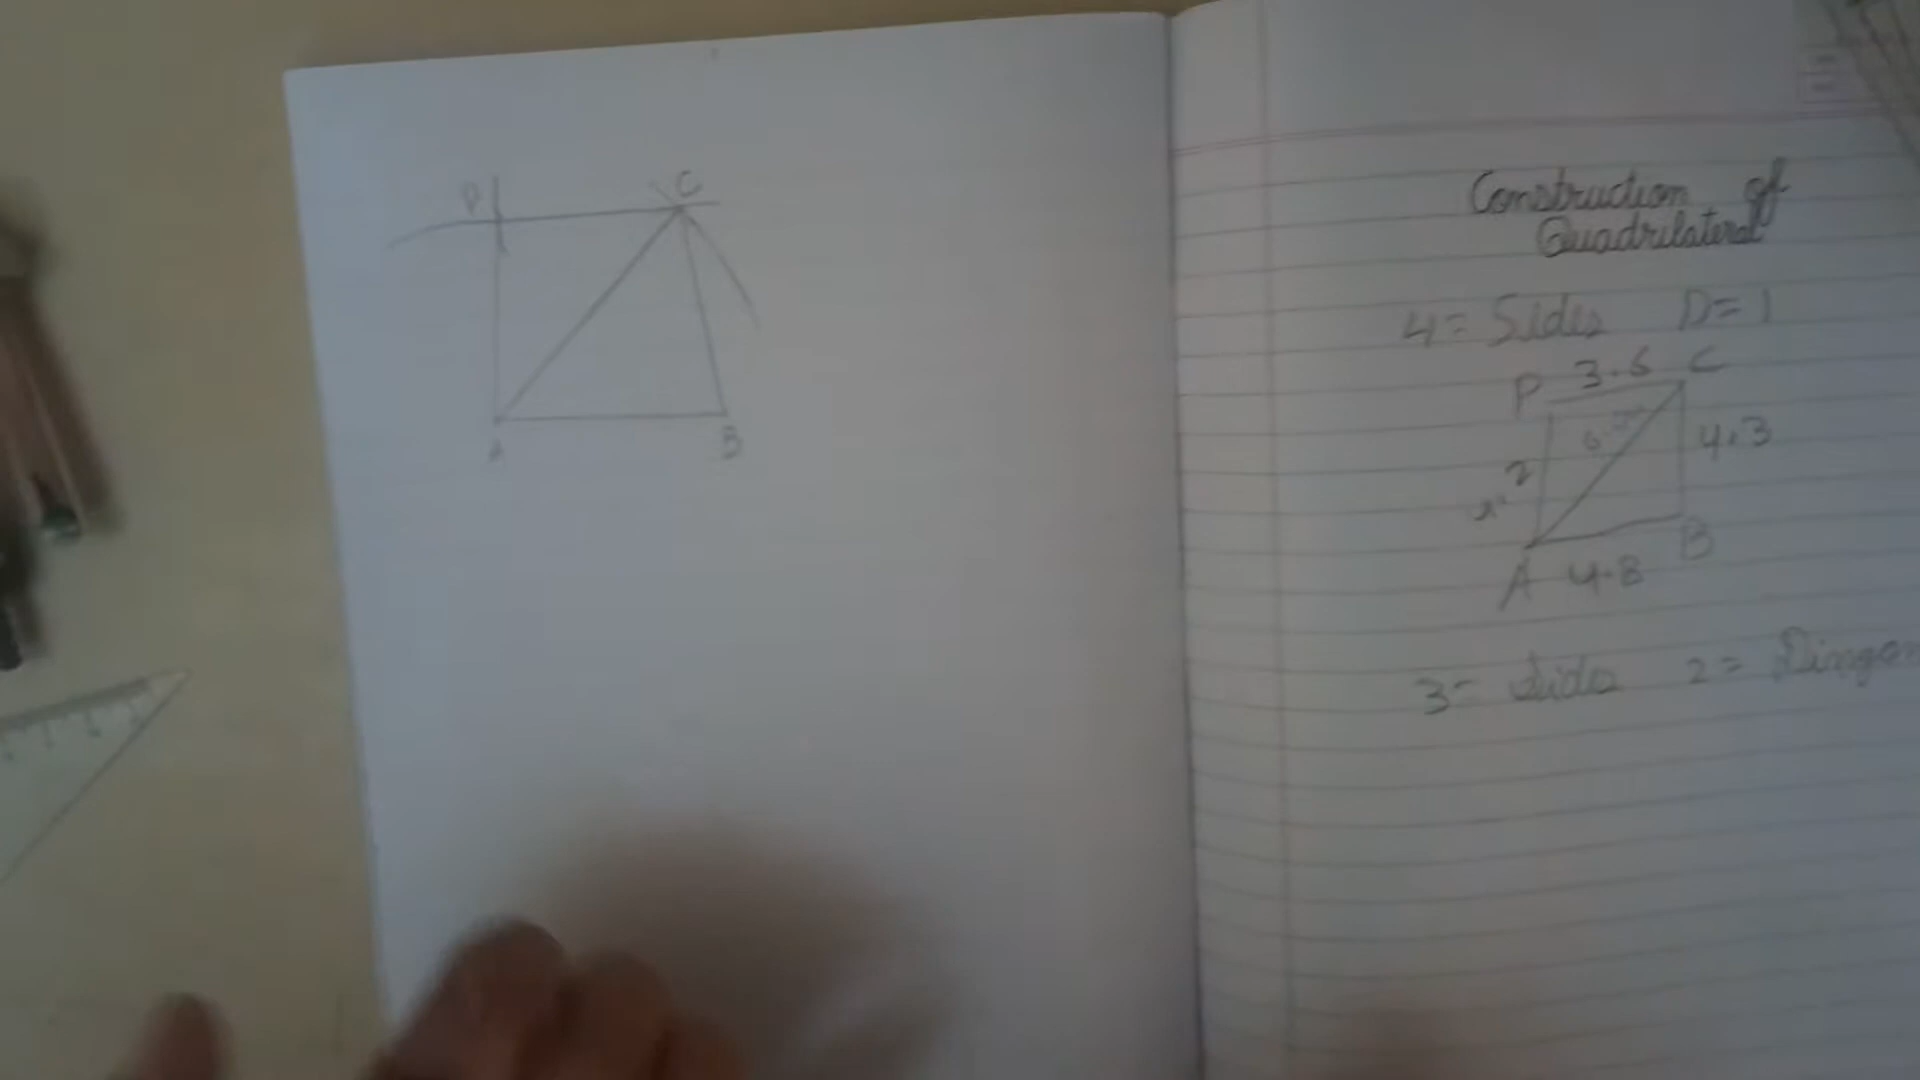 D C
A B
Construction of
Quadrilateral
4= Sides D=1
P 3.6 C
4.3
B
A 4.8
3= Sides 2=